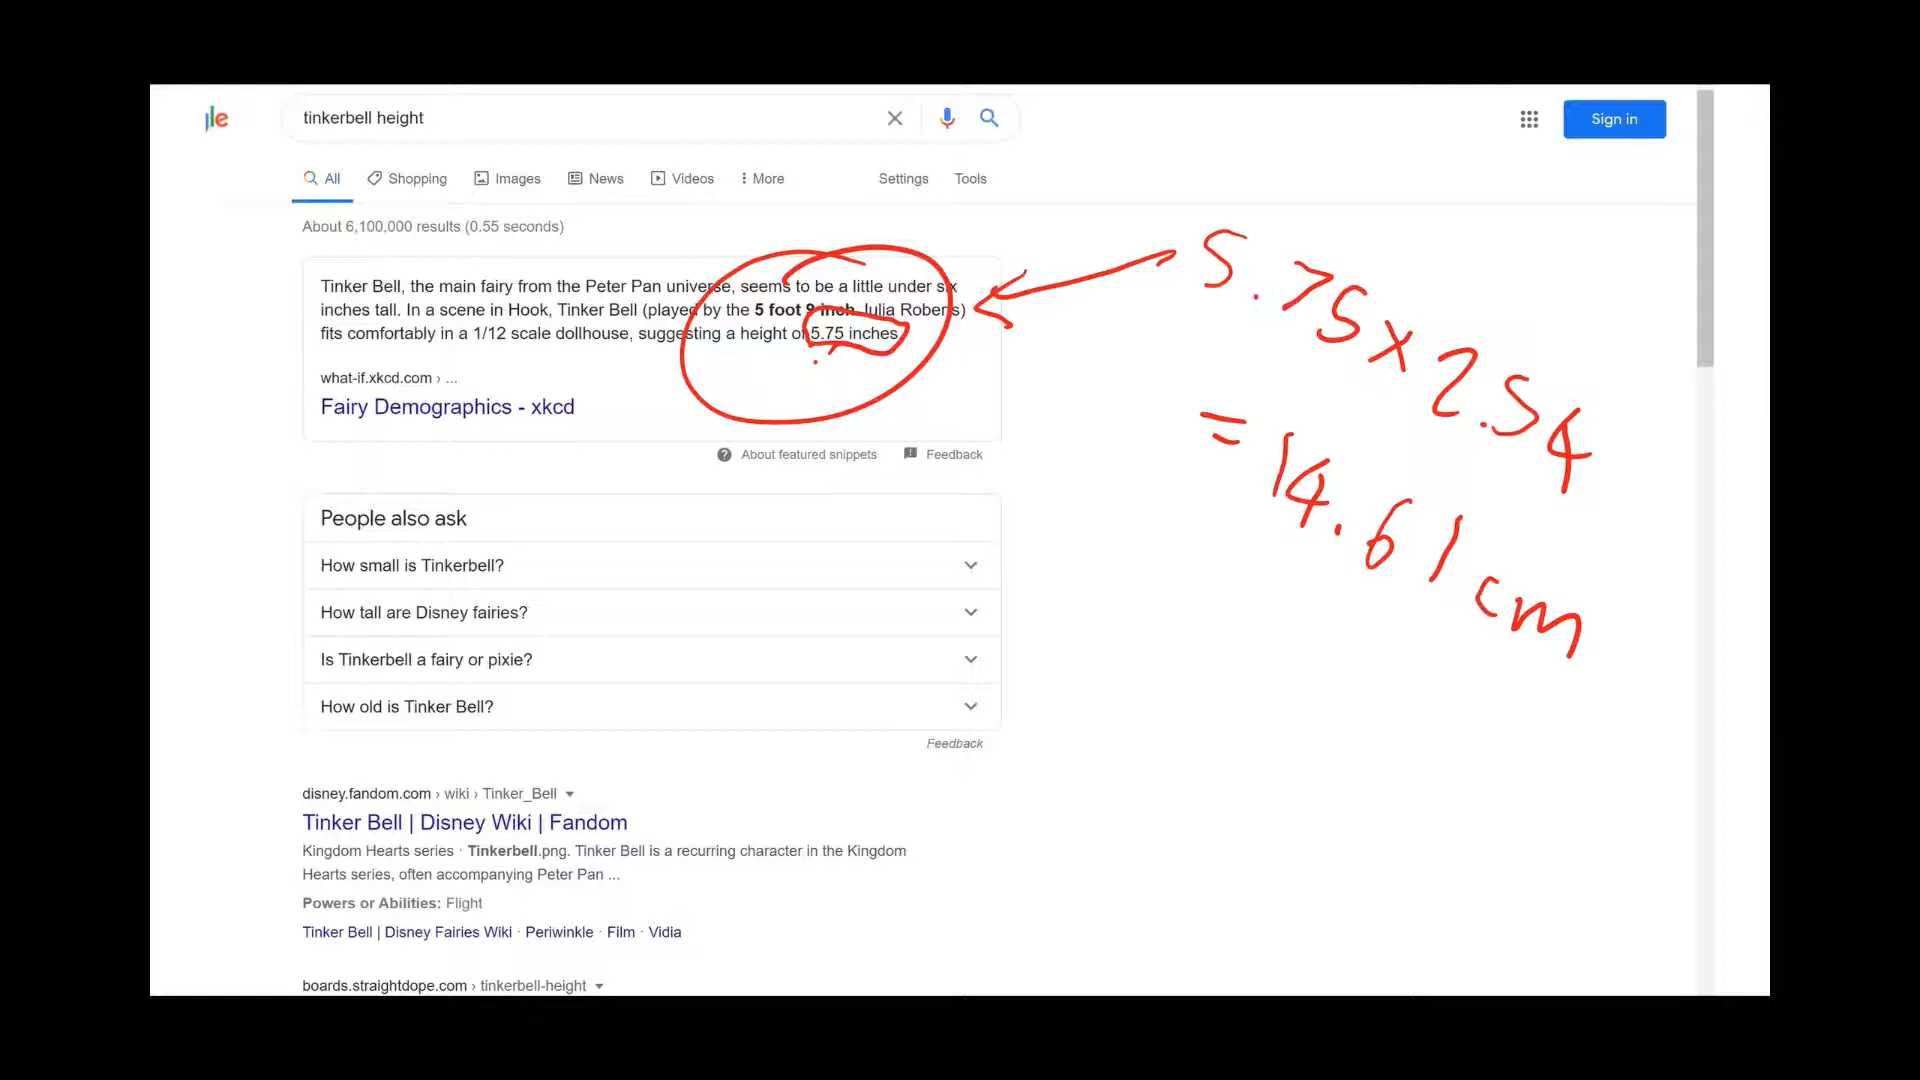 le
tinkerbell height
Sign in
All Shopping Images News Videos More Settings Tools
About 6,100,000 results (0.55 seconds)
Tinker Bell, the main fairy from the Peter Pan universe, seems to be a little under six
inches tall. In a scene in Hook, Tinker Bell (played by the 5 foot 9 inch Julia Roberts)
fits comfortably in a 1/12 scale dollhouse, suggesting a height of 5.75 inches.
what-if.xkcd.com › ...
Fairy Demographics - xkcd
About featured snippets Feedback
5.75 x 2.54
= 14.61 cm
People also ask
How small is Tinkerbell?
How tall are Disney fairies?
Is Tinkerbell a fairy or pixie?
How old is Tinker Bell?
Feedback
disney.fandom.com › wiki › Tinker_Bell
Tinker Bell | Disney Wiki | Fandom
Kingdom Hearts series · Tinkerbell.png. Tinker Bell is a recurring character in the Kingdom
Hearts series, often accompanying Peter Pan ...
Powers or Abilities: Flight
Tinker Bell | Disney Fairies Wiki · Periwinkle · Film · Vidia
boards.straightdope.com › tinkerbell-height